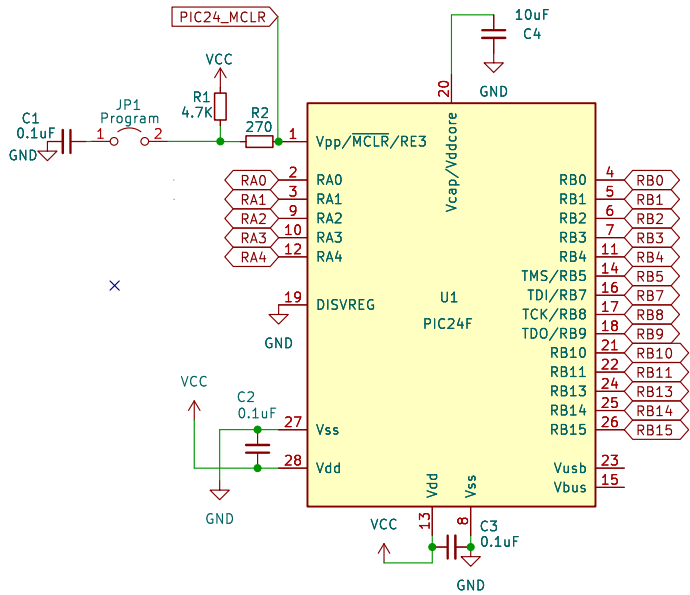 PIC24_MCLR
10uF
C4
GND
20
Vcap/Vddcore
VCC
R1
4.7K
R2
270
JP1
Program
C1
0.1uF
GND
1
2
1
Vpp/MCLR/RE3
RA0 2 RA0
RA1 3 RA1
RA2 9 RA2
RA3 10 RA3
RA4 12 RA4
19 DISVREG
GND
U1
PIC24F
RB0 4 RB0
RB1 5 RB1
RB2 6 RB2
RB3 7 RB3
RB4 11 RB4
TMS/RB5 14 RB5
TDI/RB7 16 RB7
TCK/RB8 17 RB8
TDO/RB9 18 RB9
RB10 21 RB10
RB11 22 RB11
RB13 24 RB13
RB14 25 RB14
RB15 26 RB15
Vusb 23
Vbus 15
VCC
C2
0.1uF
27 Vss
28 Vdd
GND
Vdd
Vss
13
8
VCC
C3
0.1uF
GND